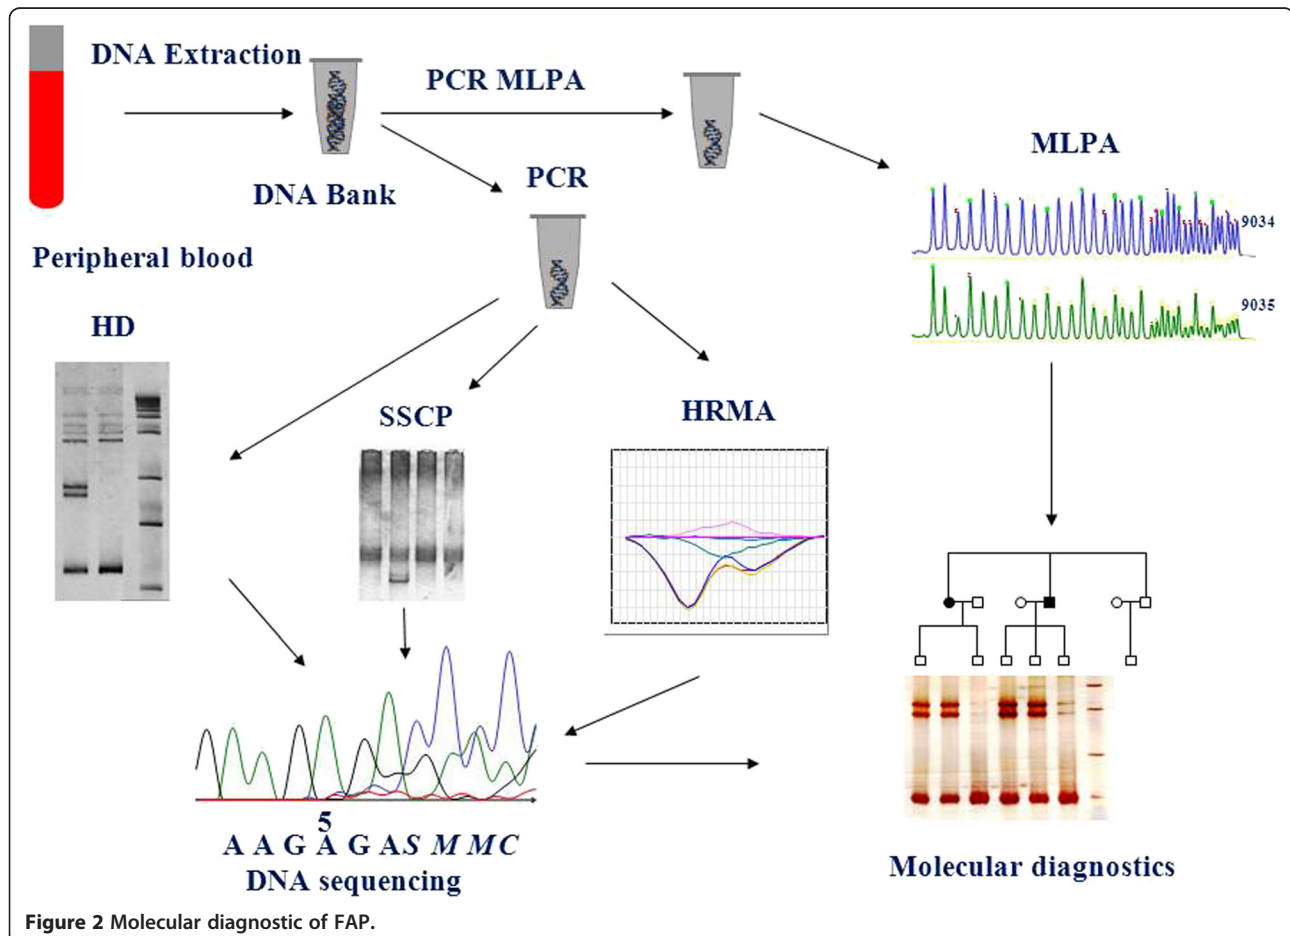 DNA Extraction
PCR MLPA
MLPA
DNA Bank
PCR
9034
Peripheral blood
9035
HD
SSCP
HRMA
5
A A G A G A S M M C
DNA sequencing
Molecular diagnostics
Figure 2 Molecular diagnostic of FAP.